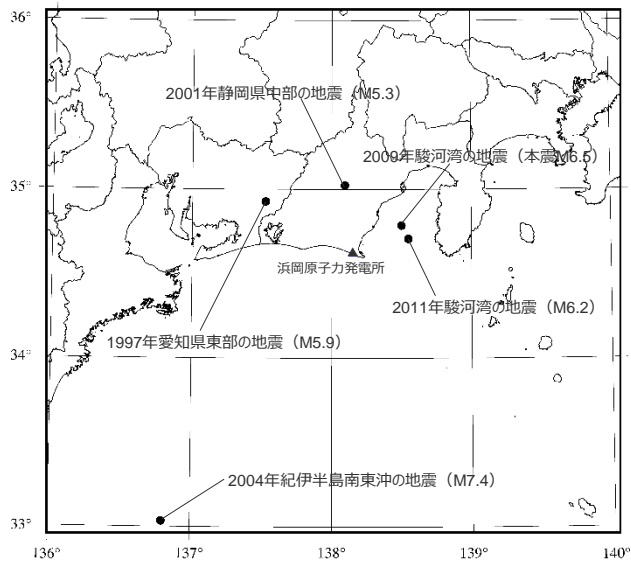 36°
2001年静岡県中部の地震（M5.3）
2009年駿河湾の地震（本震M6.5）
35°
浜岡原子力発電所
2011年駿河湾の地震（M6.2）
1997年愛知県東部の地震（M5.9）
34°
2004年紀伊半島南東沖の地震（M7.4）
33°
136° 137° 138° 139° 140°